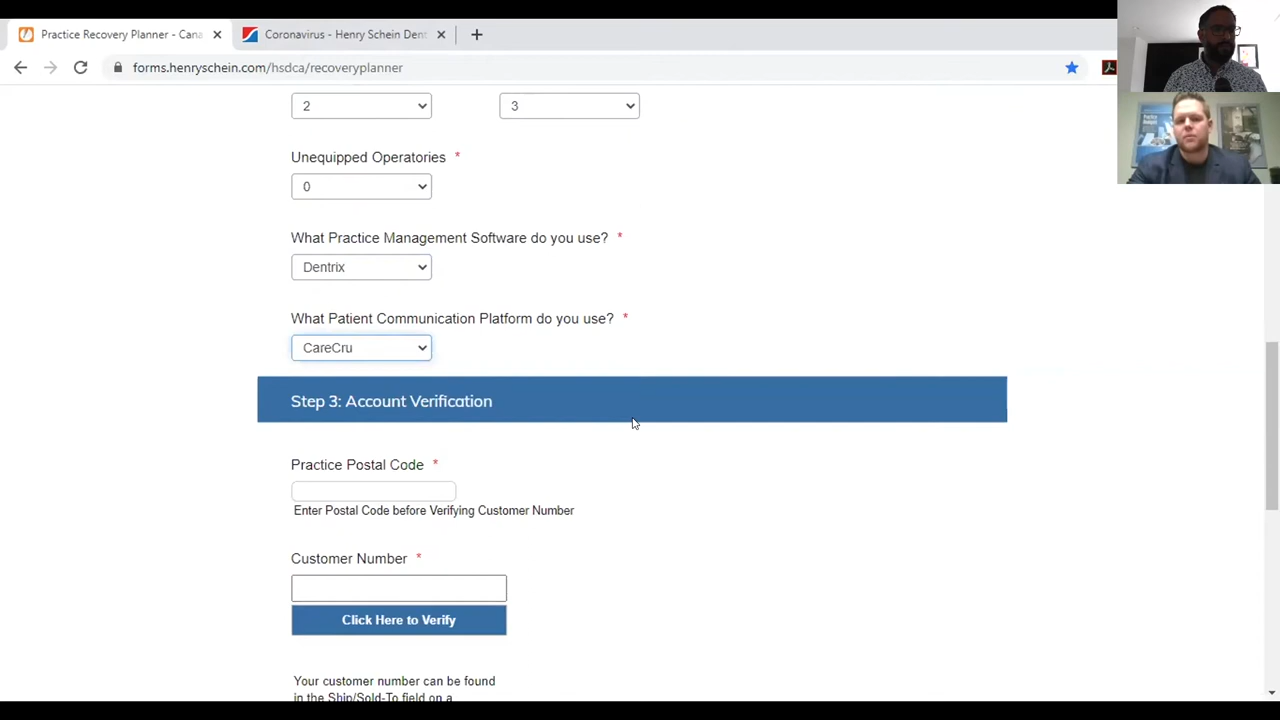 Practice Recovery Planner - Cana
Coronavirus - Henry Schein Dent
forms.henryschein.com/hsdca/recoveryplanner
2
3
Unequipped Operatories *
0
What Practice Management Software do you use? *
Dentrix
What Patient Communication Platform do you use? *
CareCru
Step 3: Account Verification
Practice Postal Code *
Enter Postal Code before Verifying Customer Number
Customer Number *
Click Here to Verify
Your customer number can be found
in the Ship/Sold-To field on a